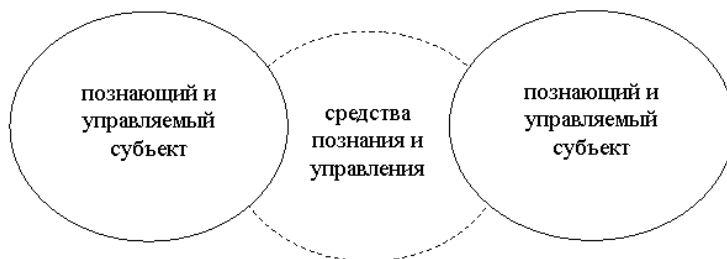 познающий и
управляемый
субъект
средства
познания и
управления
познающий и
управляемый
субъект